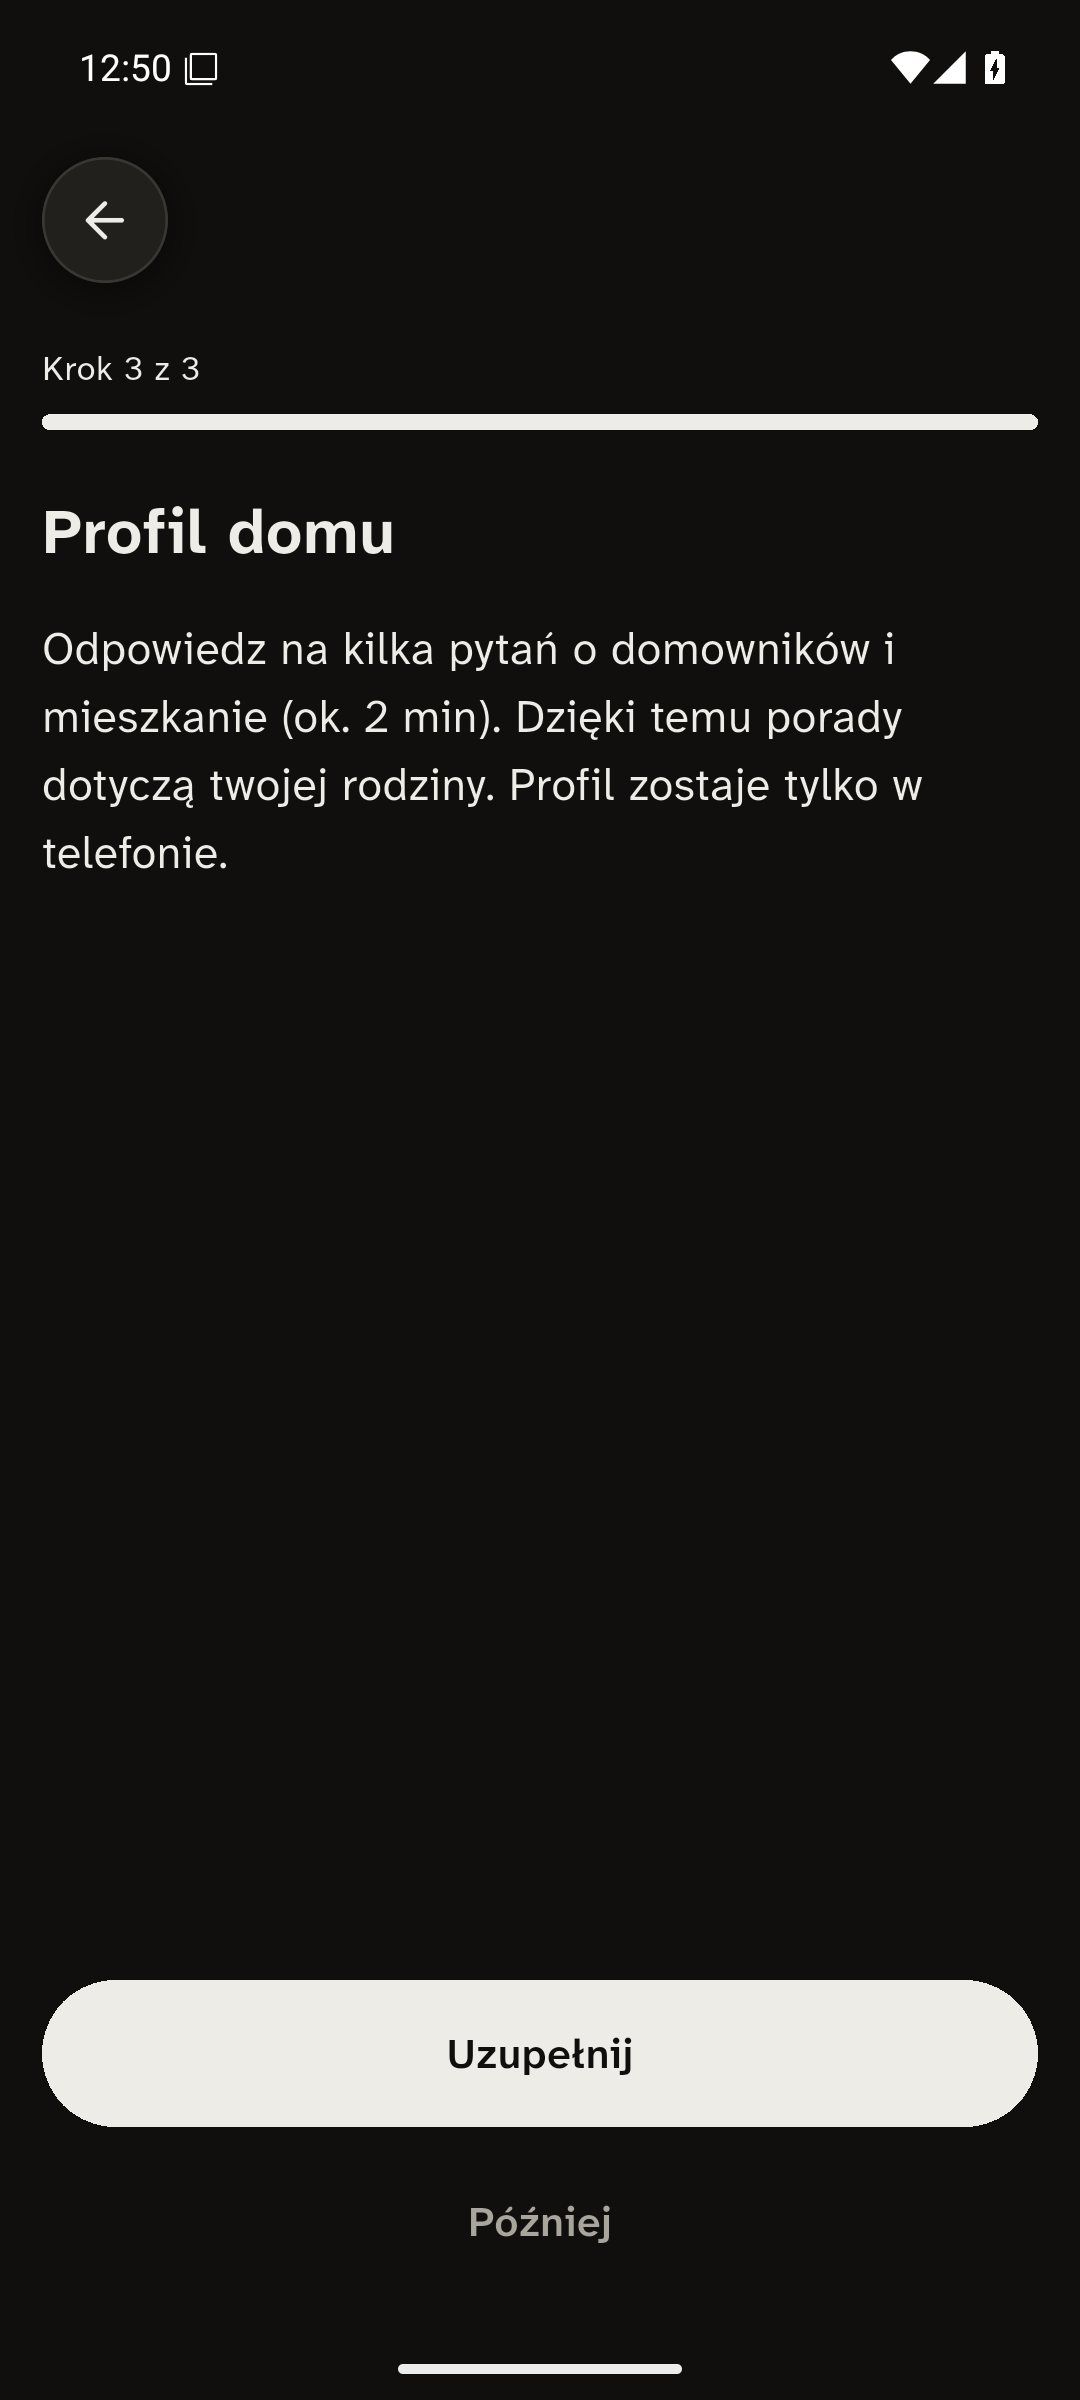 12:50
Krok 3 z 3
Profil domu
Odpowiedz na kilka pytań o domowników i
mieszkanie (ok. 2 min). Dzięki temu porady
dotyczą twojej rodziny. Profil zostaje tylko w
telefonie.
Uzupełnij
Później